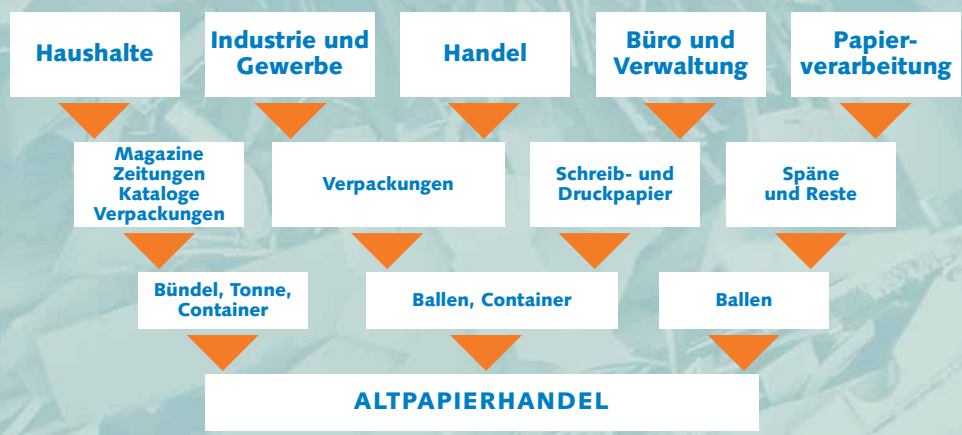 Haushalte
Industrie und
Gewerbe
Handel
Büro und
Verwaltung
Papier-
verarbeitung
Magazine
Zeitungen
Kataloge
Verpackungen
Verpackungen
Schreib- und
Druckpapier
Späne
und Reste
Bündel, Tonne,
Container
Ballen, Container
Ballen
ALTPAPIERHANDEL